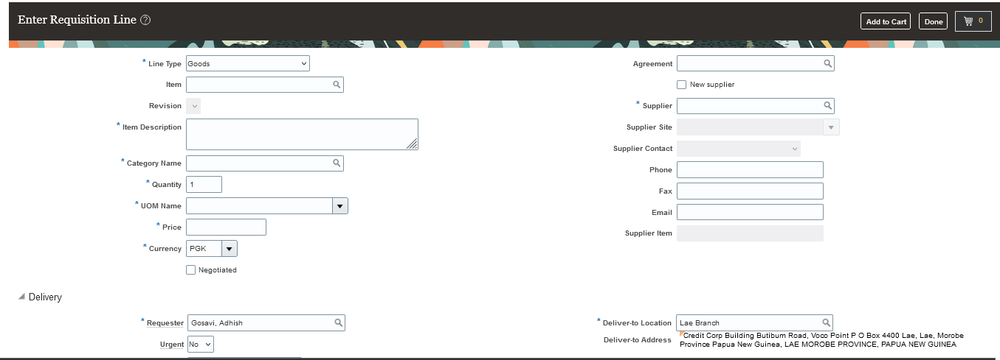 Enter Requisition Line ?
Add to Cart
Done
0
* Line Type Goods
Item
Revision
* Item Description
* Category Name
* Quantity 1
* UOM Name
* Price
* Currency PGK
Negotiated
Agreement
New supplier
* Supplier
Supplier Site
Supplier Contact
Phone
Fax
Email
Supplier Item
Delivery
* Requester Gosavi, Adhish
Urgent No
* Deliver-to Location Lae Branch
Deliver-to Address Credit Corp Building Butibum Road, Voco Point P O Box 4400 Lae, Lae, Morobe
Province Papua New Guinea, LAE MOROBE PROVINCE, PAPUA NEW GUINEA